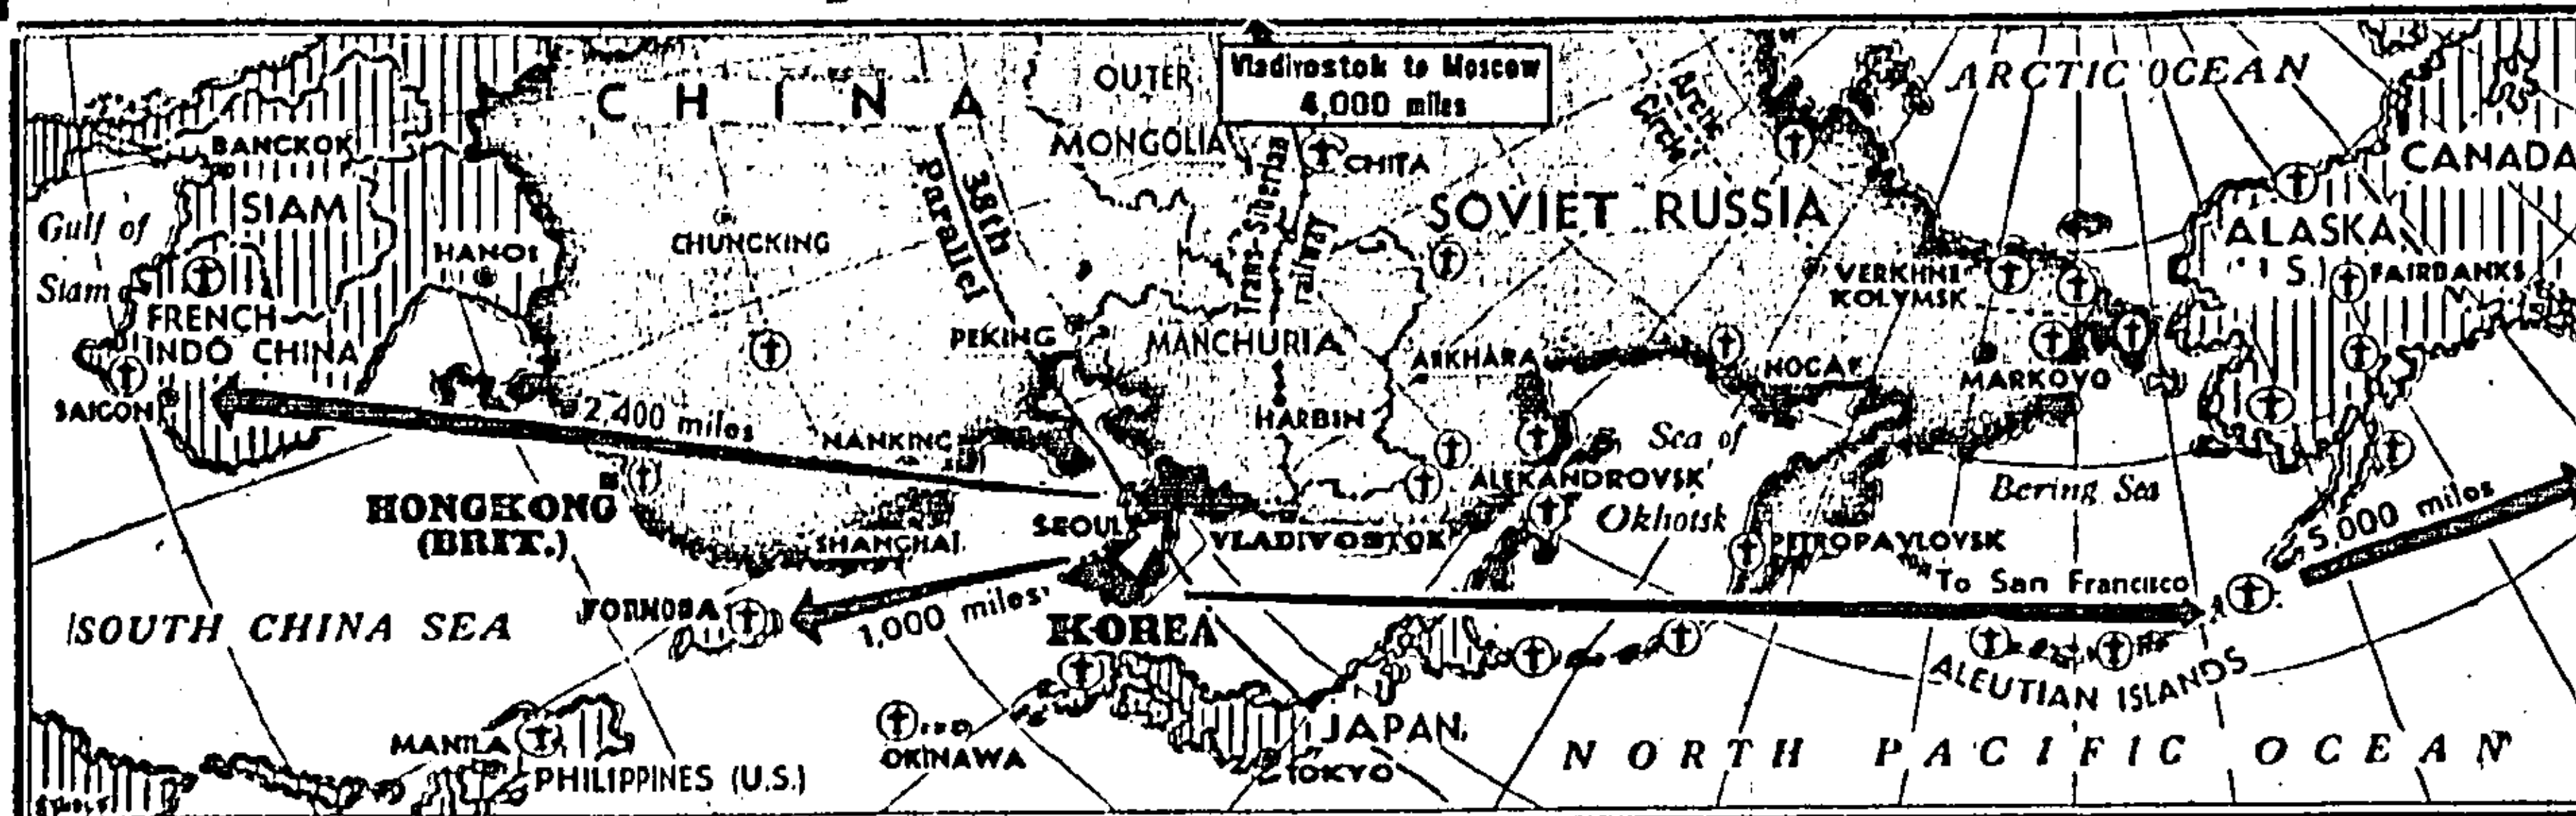 Vladivostok to Moscow
4,000 miles
ARCTIC OCEAN
CHINA
OUTER
MONGOLIA
Arctic
Circle
CANADA
BANGKOK
38th
Parallel
Trans-Siberian
railway
CHITA
SIAM
Gulf of
Siam
HANOI
CHUNGKING
SOVIET RUSSIA
ALASKA
FAIRBANKS
VERKHNE
KOLYMSK
FRENCH
INDO CHINA
PEKING
MANCHURIA
ARKHARA
MARKOVO
SAIGON
2,400 miles
NANKING
HARBIN
Sea of
Okhotsk
ALEKANDROVSK
Bering Sea
HONGKONG
(BRIT.)
SHANGHAI
SEOUL
VLADIVOSTOK
PETROPAVLOVSK
5,000 miles
To San Francisco
SOUTH CHINA SEA
FORMOSA
1,000 miles
KOREA
ALEUTIAN ISLANDS
MANILA
PHILIPPINES (U.S.)
OKINAWA
JAPAN
TOKYO
NORTH PACIFIC OCEAN